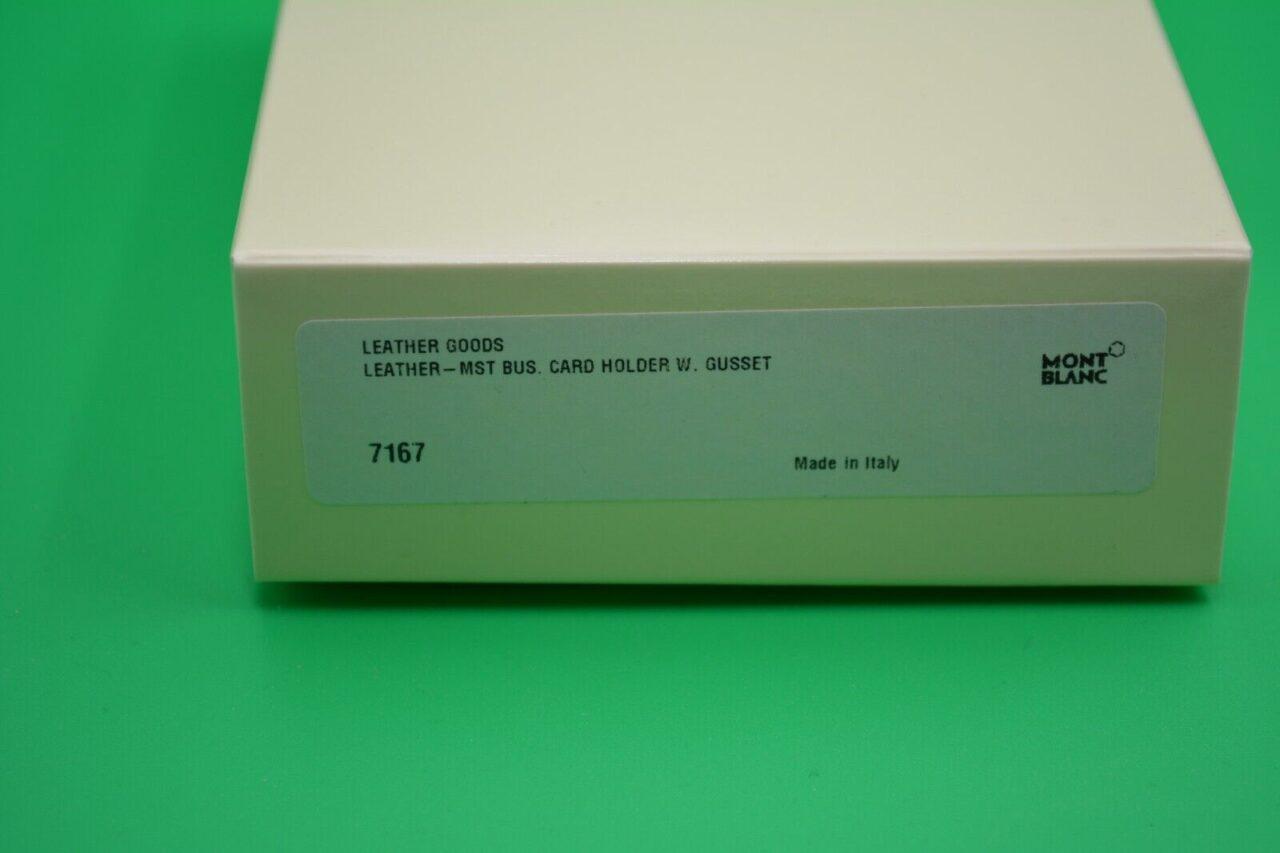 LEATHER GOODS
LEATHER–MST BUS. CARD HOLDER W. GUSSET
MONT
BLANC
7167
Made in Italy